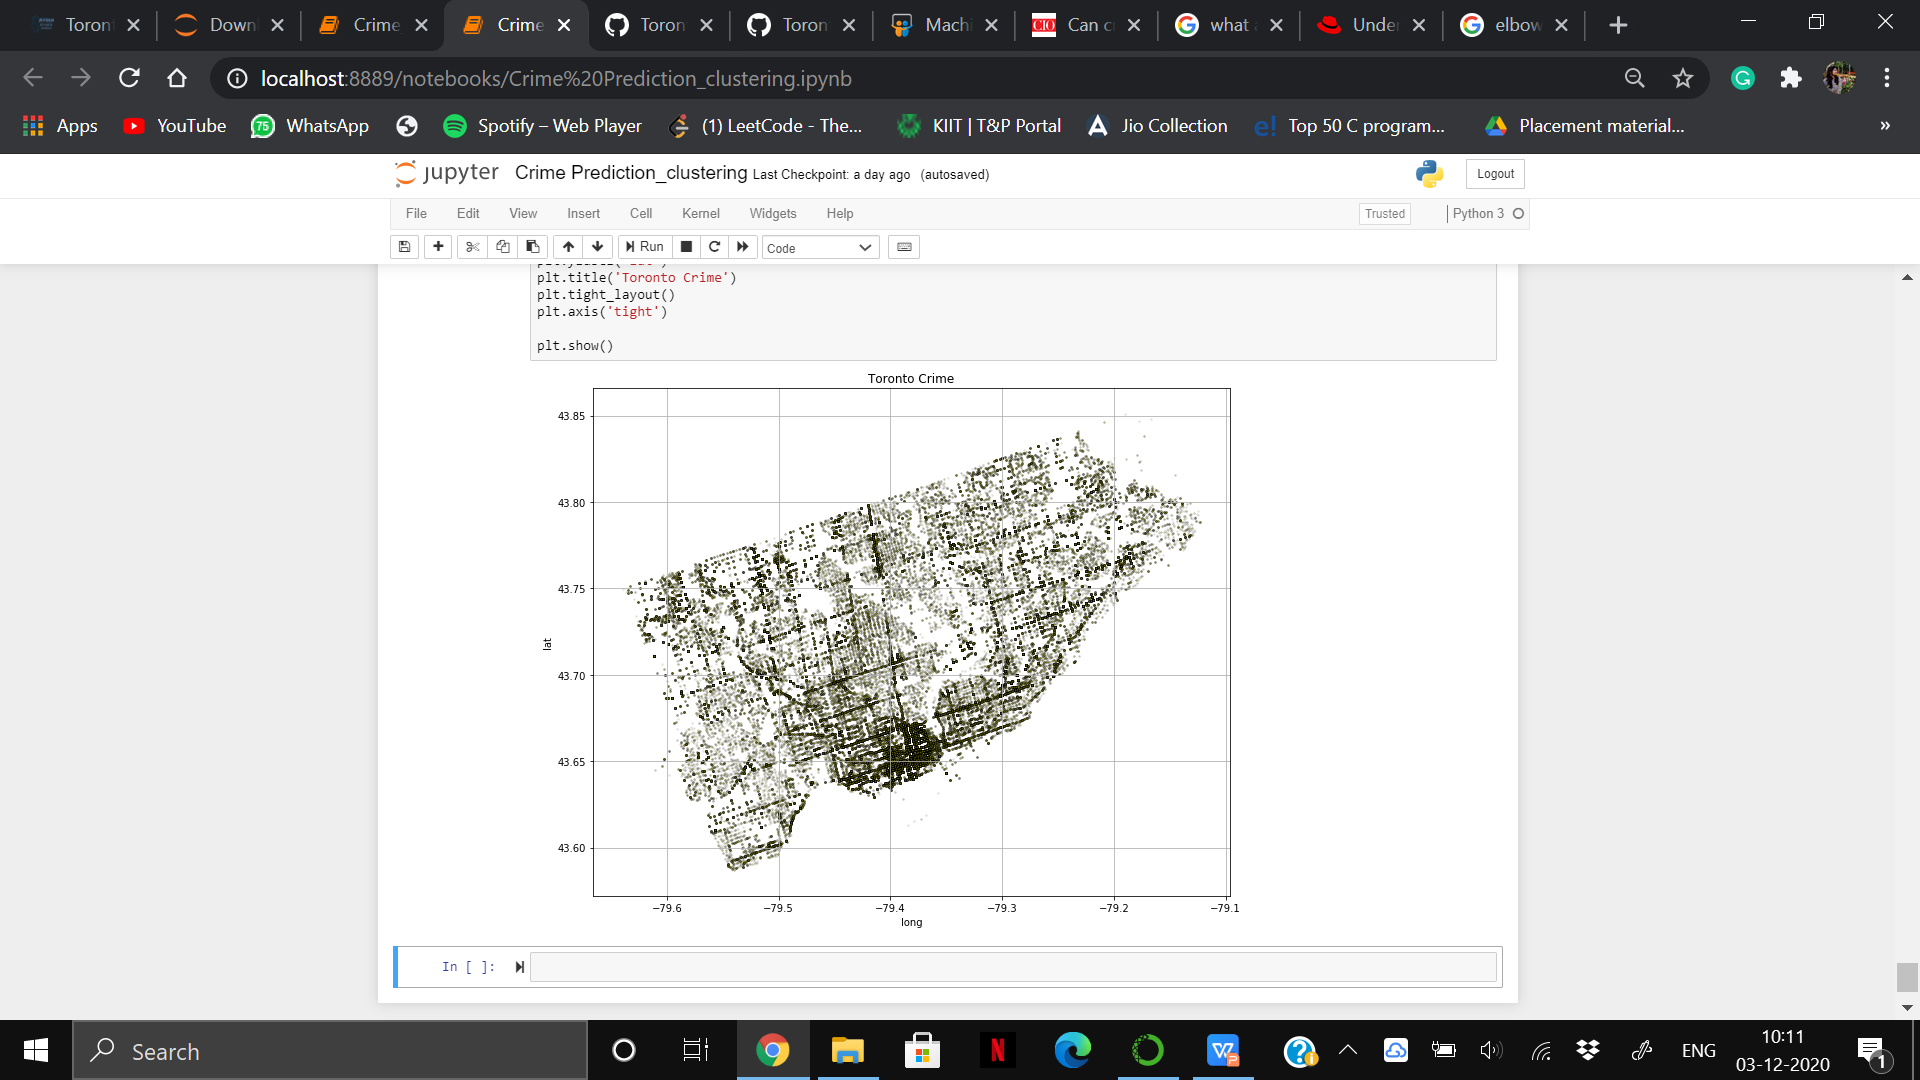 Toront
Down
Crime
Crime
Toron
Toron
Machi
CIO Can c
what a
Under
elbow
localhost:8889/notebooks/Crime%20Prediction_clustering.ipynb
Apps
YouTube
75 WhatsApp
Spotify – Web Player
(1) LeetCode - The...
KIIT | T&P Portal
Jio Collection
e! Top 50 C program...
Placement material...
»
jupyter Crime Prediction_clustering Last Checkpoint: a day ago (autosaved)
Logout
File Edit View Insert Cell Kernel Widgets Help
Trusted | Python 3
Run Code
plt.title('Toronto Crime')
plt.tight_layout()
plt.axis('tight')
plt.show()
Toronto Crime
43.85
43.80
43.75
lat
43.70
43.65
43.60
−79.6 −79.5 −79.4 −79.3 −79.2 −79.1
long
In [ ]:
Search
ENG
10:11
03-12-2020
1